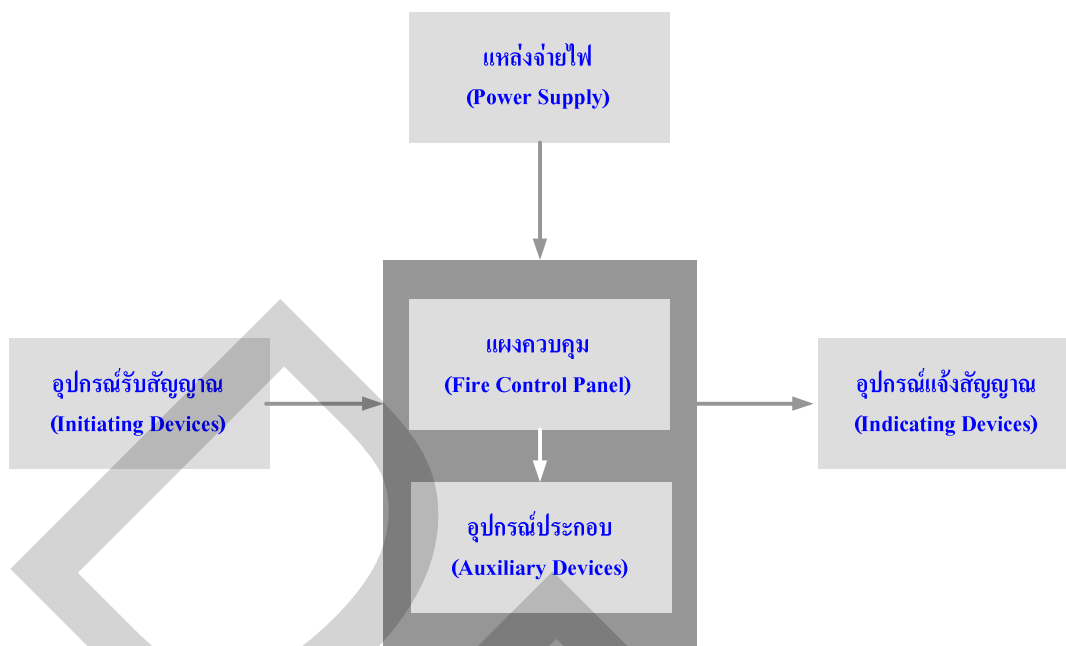 แหล่งจ่ายไฟ
(Power Supply)
แผงควบคุม
(Fire Control Panel)
อุปกรณ์รับสัญญาณ
(Initiating Devices)
อุปกรณ์แจ้งสัญญาณ
(Indicating Devices)
อุปกรณ์ประกอบ
(Auxiliary Devices)